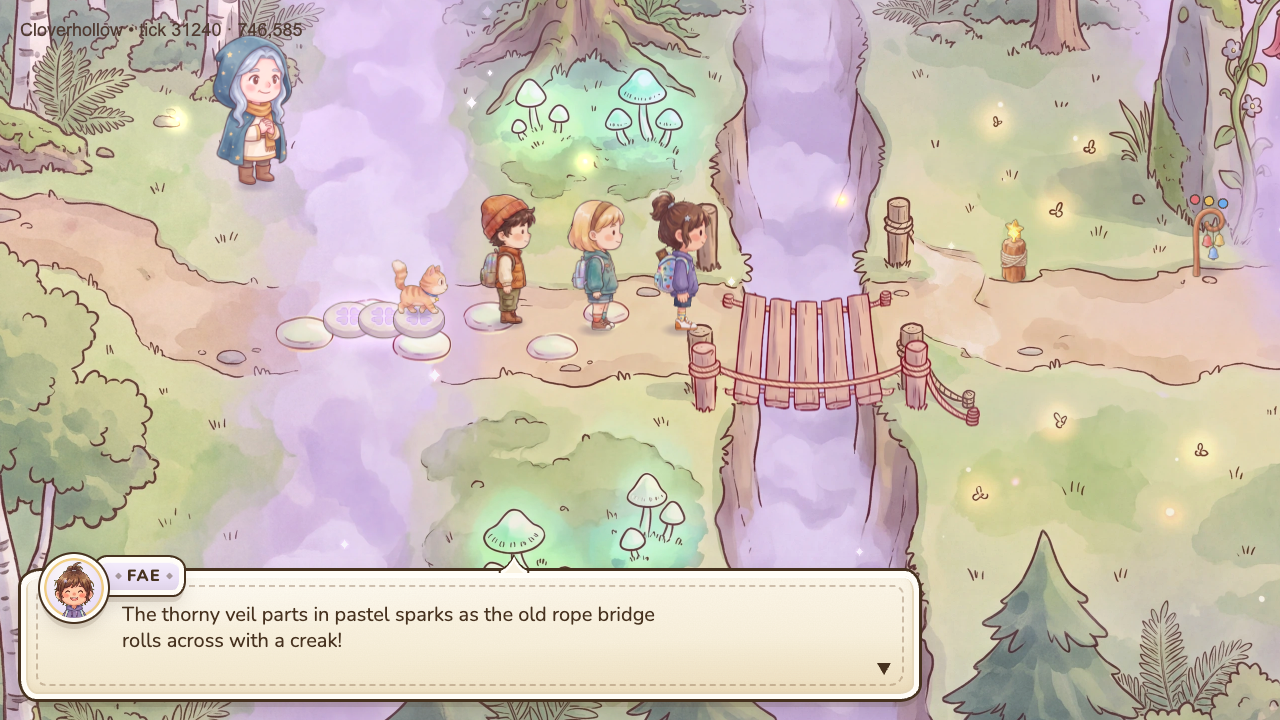 Cloverhollow · tick 31240 · 746,585
FAE
The thorny veil parts in pastel sparks as the old rope bridge
rolls across with a creak!